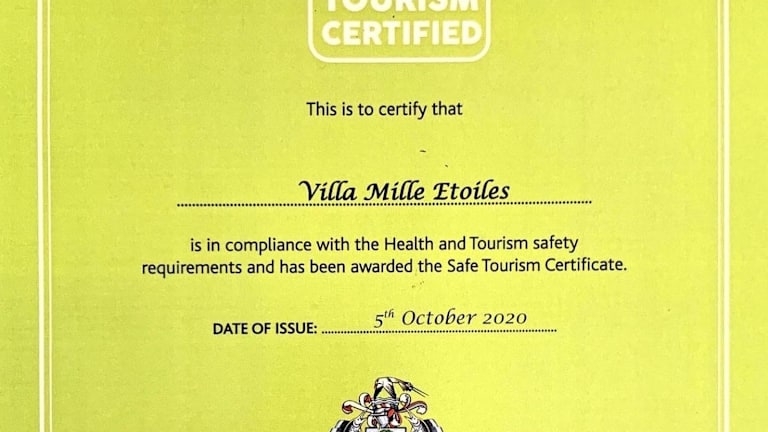 TOURISM
CERTIFIED
This is to certify that
Villa Mille Etoiles
is in compliance with the Health and Tourism safety
requirements and has been awarded the Safe Tourism Certificate.
DATE OF ISSUE: 5th October 2020